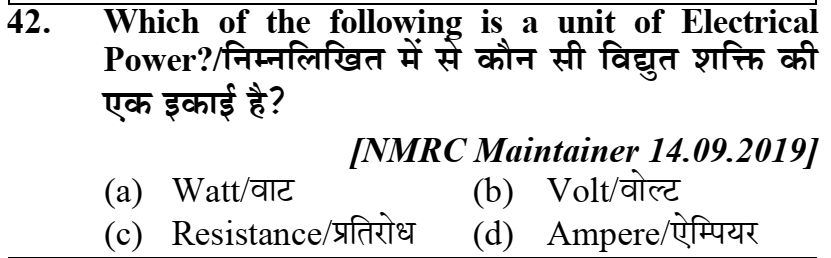 42. Which of the following is a unit of Electrical
Power?/निम्नलिखित में से कौन सी विद्युत शक्ति की
एक इकाई है?
[NMRC Maintainer 14.09.2019]
(a) Watt/वाट (b) Volt/वोल्ट
(c) Resistance/प्रतिरोध (d) Ampere/ऐम्पियर